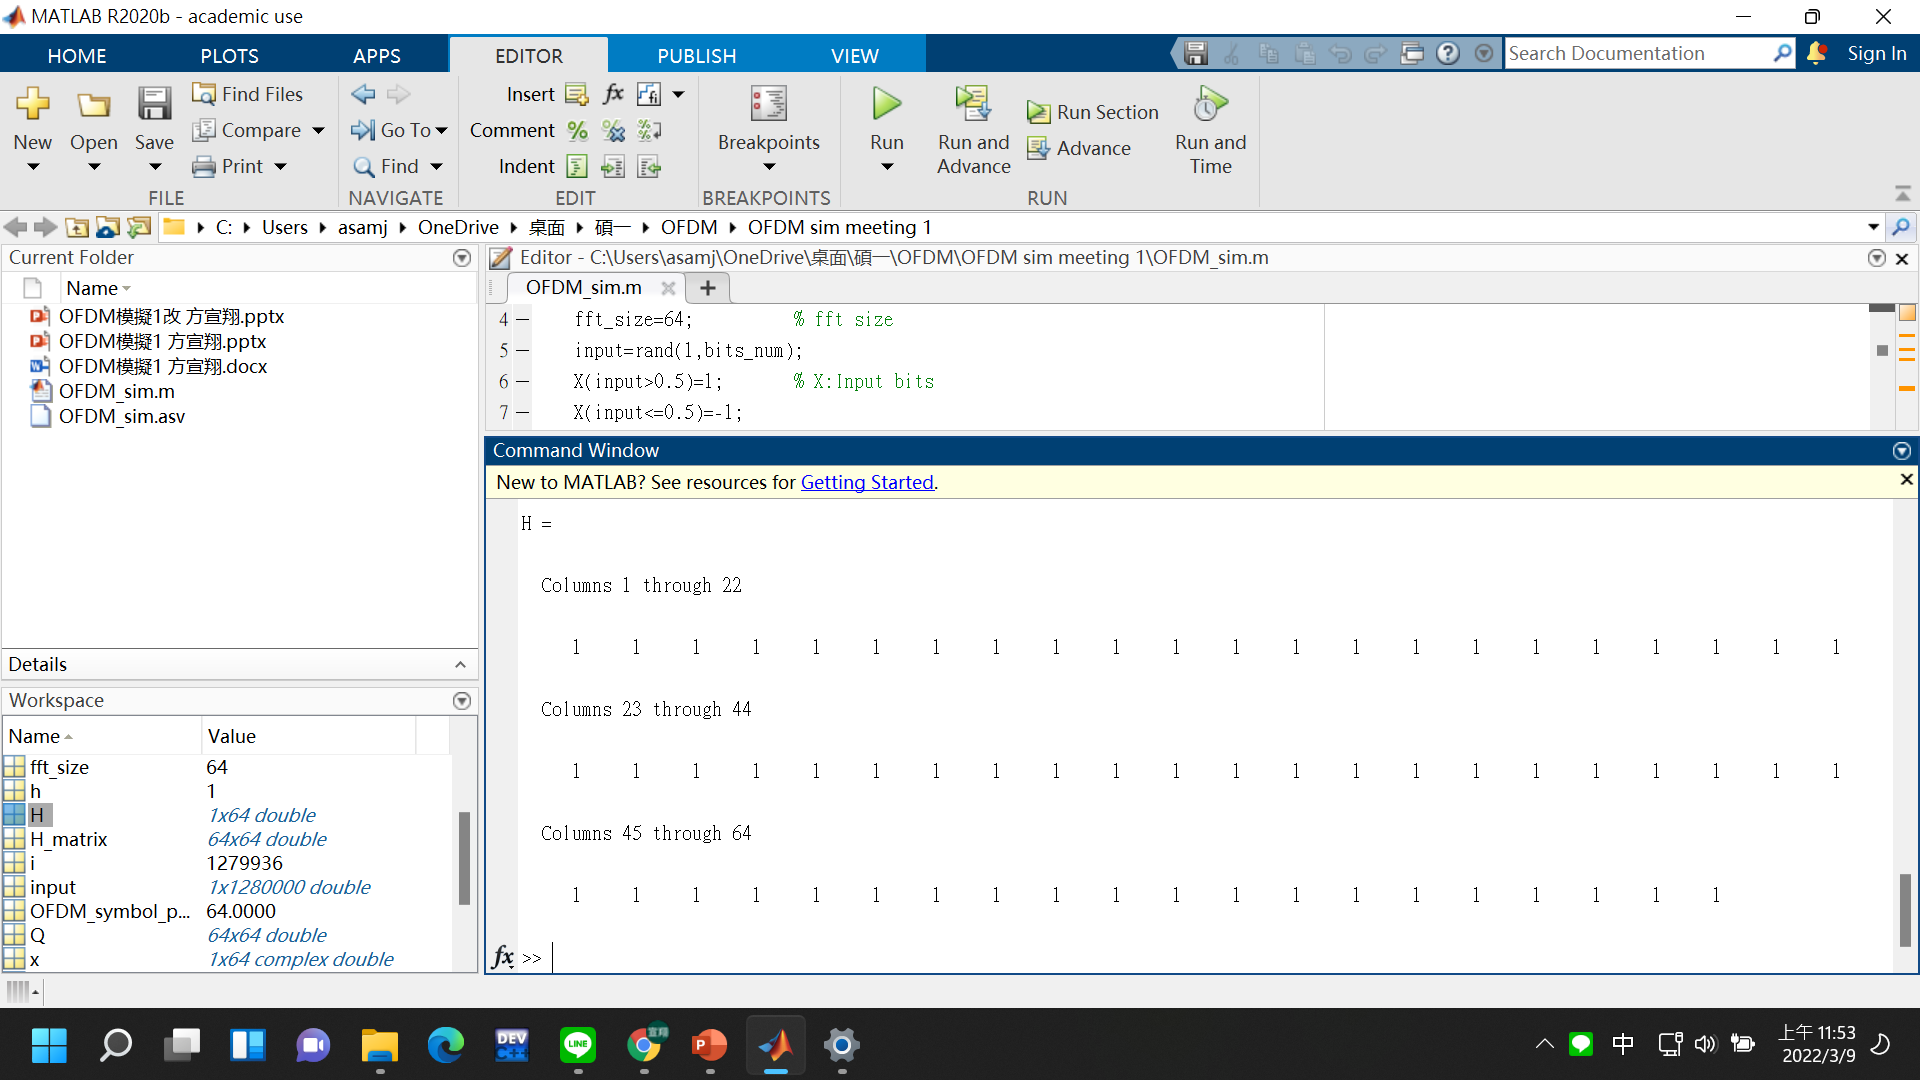 MATLAB R2020b - academic use
HOME PLOTS APPS EDITOR PUBLISH VIEW Search Documentation Sign In
New Open Save Find Files Compare Print
Go To Find
Insert fx fi
Comment
Indent
Breakpoints
Run Run and Advance Run Section Advance Run and Time
FILE NAVIGATE EDIT BREAKPOINTS RUN
C: Users asamj OneDrive 桌面 碩一 OFDM OFDM sim meeting 1
Current Folder
Name
OFDM模擬1改 方宣翔.pptx
OFDM模擬1 方宣翔.pptx
OFDM模擬1 方宣翔.docx
OFDM_sim.m
OFDM_sim.asv
Details
Workspace
Name Value
fft_size 64
h 1
H 1x64 double
H_matrix 64x64 double
i 1279936
input 1x1280000 double
OFDM_symbol_p... 64.0000
Q 64x64 double
x 1x64 complex double
Editor - C:\Users\asamj\OneDrive\桌面\碩一\OFDM\OFDM sim meeting 1\OFDM_sim.m
OFDM_sim.m
4 – fft_size=64; % fft size
5 – input=rand(1,bits_num);
6 – X(input>0.5)=1; % X:Input bits
7 – X(input<=0.5)=-1;
Command Window
New to MATLAB? See resources for Getting Started.
H =
Columns 1 through 22
1 1 1 1 1 1 1 1 1 1 1 1 1 1 1 1 1 1 1 1 1 1
Columns 23 through 44
1 1 1 1 1 1 1 1 1 1 1 1 1 1 1 1 1 1 1 1 1 1
Columns 45 through 64
1 1 1 1 1 1 1 1 1 1 1 1 1 1 1 1 1 1 1 1
fx >>
DEV C++ LINE 宣翔 P 中
上午 11:53
2022/3/9